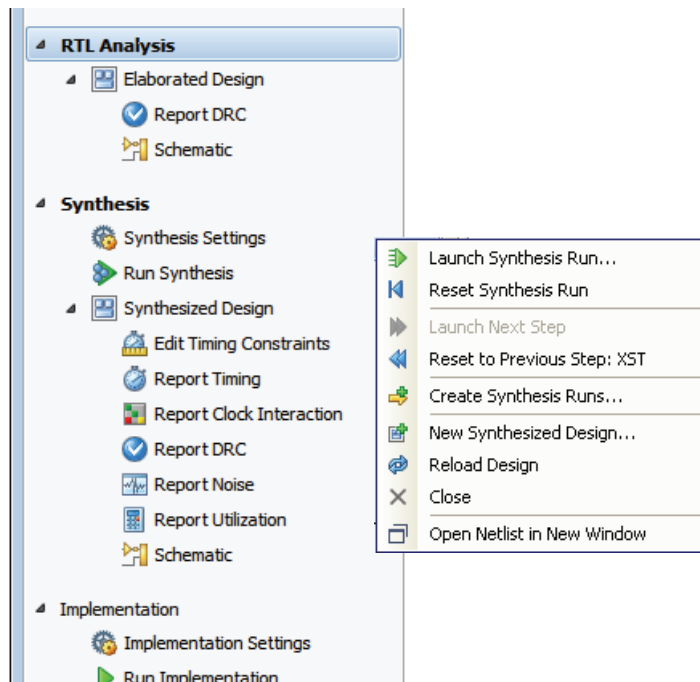 RTL Analysis
Elaborated Design
Report DRC
Schematic
Synthesis
Synthesis Settings
Run Synthesis
Synthesized Design
Edit Timing Constraints
Report Timing
Report Clock Interaction
Report DRC
Report Noise
Report Utilization
Schematic
Implementation
Implementation Settings
Run Implementation
Launch Synthesis Run...
Reset Synthesis Run
Launch Next Step
Reset to Previous Step: XST
Create Synthesis Runs...
New Synthesized Design...
Reload Design
Close
Open Netlist in New Window